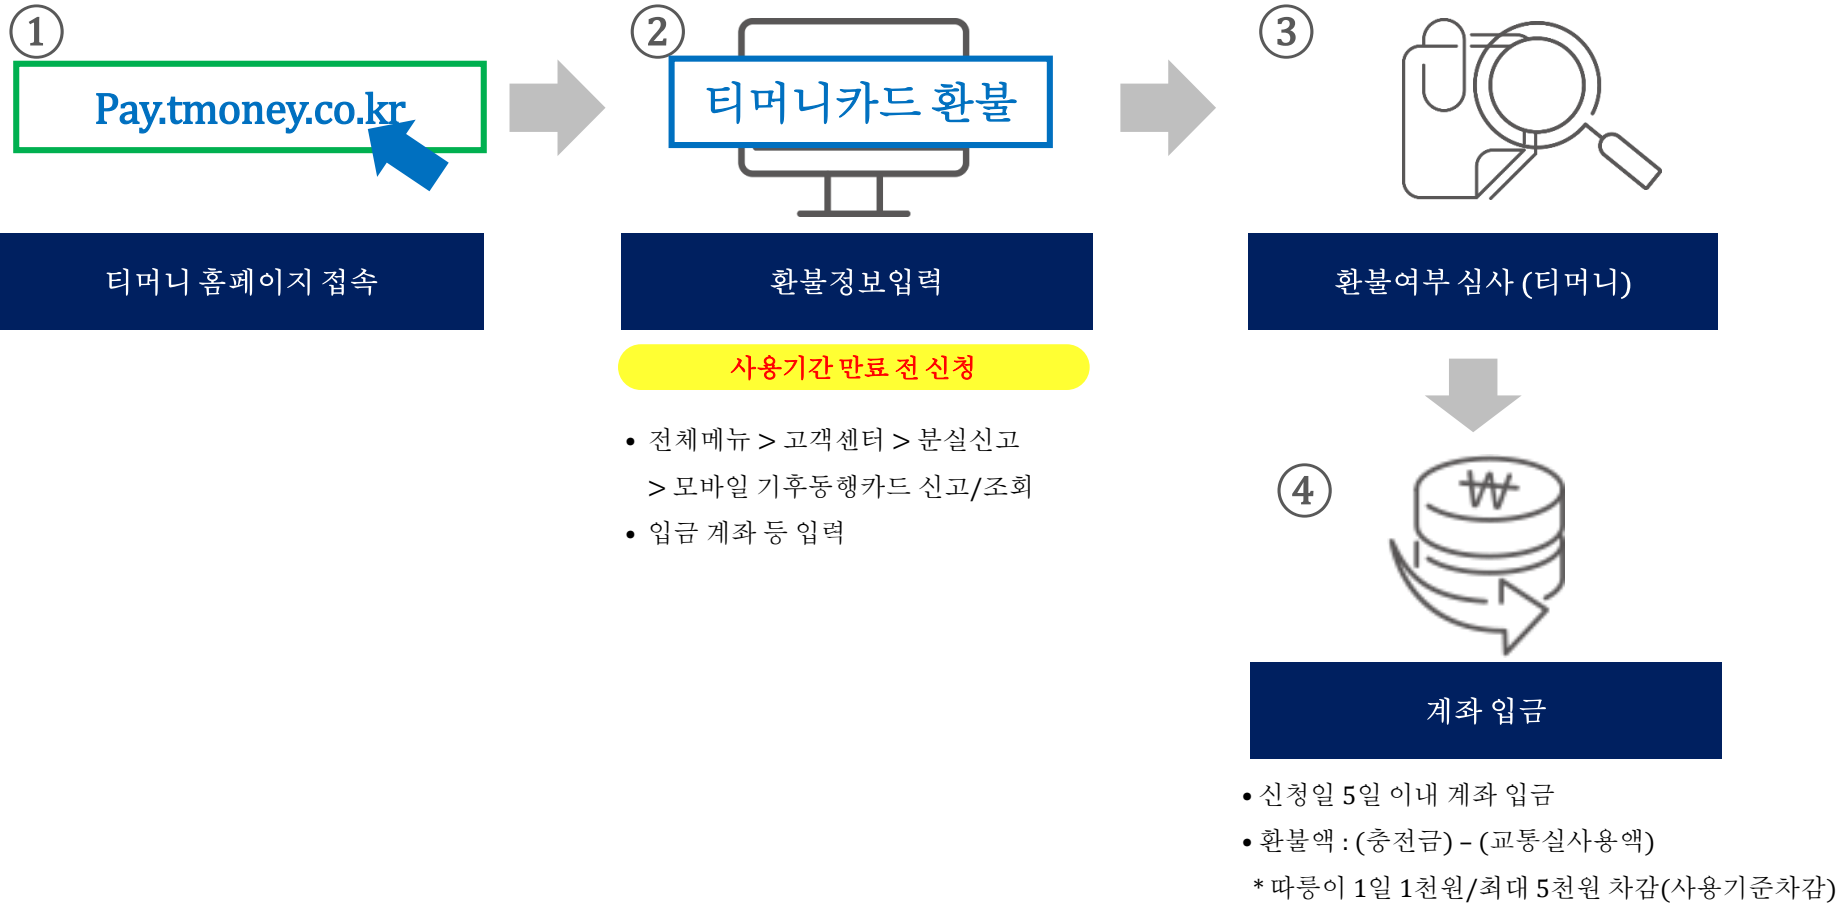 ①
Pay.tmoney.co.kr
티머니 홈페이지 접속
②
티머니카드 환불
환불정보입력
사용기간 만료 전 신청
• 전체메뉴 > 고객센터 > 분실신고
> 모바일 기후동행카드 신고/조회
• 입금 계좌 등 입력
③
환불여부 심사 (티머니)
④
₩
계좌 입금
• 신청일 5일 이내 계좌 입금
• 환불액 : (충전금) – (교통실사용액)
* 따릉이 1일 1천원/최대 5천원 차감(사용기준차감)